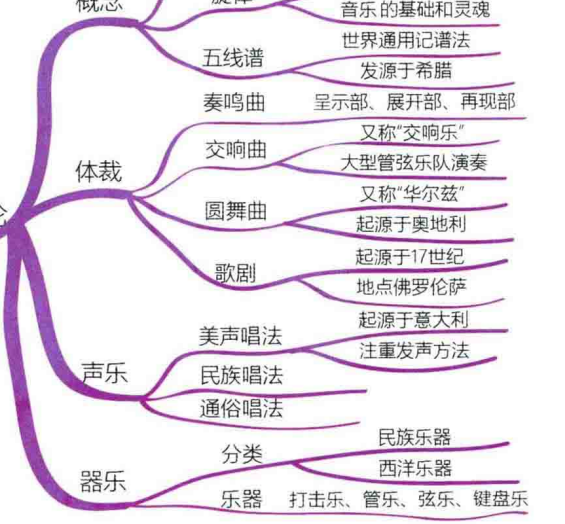 概念
旋律
音乐的基础和灵魂
五线谱
世界通用记谱法
发源于希腊
体裁
奏鸣曲
呈示部、展开部、再现部
交响曲
又称“交响乐”
大型管弦乐队演奏
圆舞曲
又称“华尔兹”
起源于奥地利
歌剧
起源于17世纪
地点佛罗伦萨
声乐
美声唱法
起源于意大利
注重发声方法
民族唱法
通俗唱法
器乐
分类
民族乐器
西洋乐器
乐器
打击乐、管乐、弦乐、键盘乐